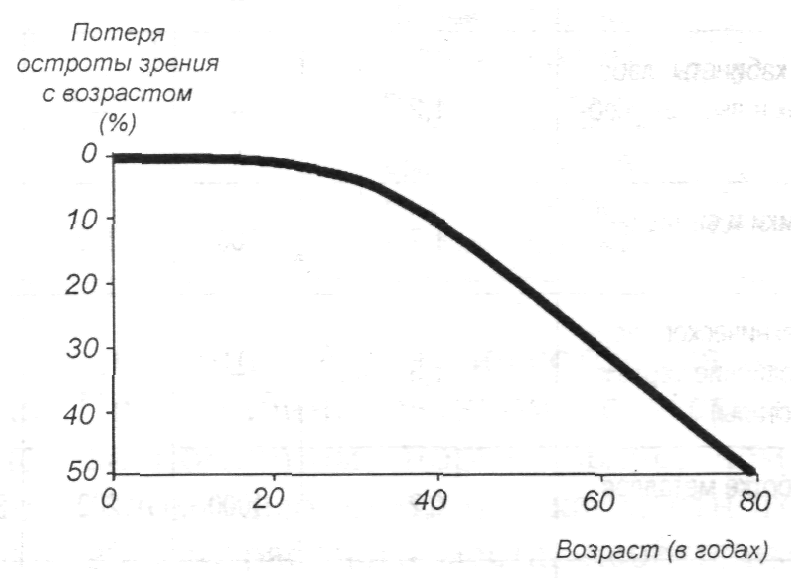 Потеря
остроты зрения
с возрастом
(%)
0
10
20
30
40
50
0 20 40 60 80
Возраст (в годах)